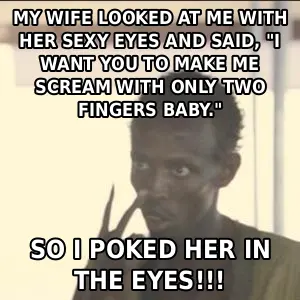 MY WIFE LOOKED AT ME WITH
HER SEXY EYES AND SAID, "I
WANT YOU TO MAKE ME
SCREAM WITH ONLY TWO
FINGERS BABY."
SO I POKED HER IN
THE EYES!!!